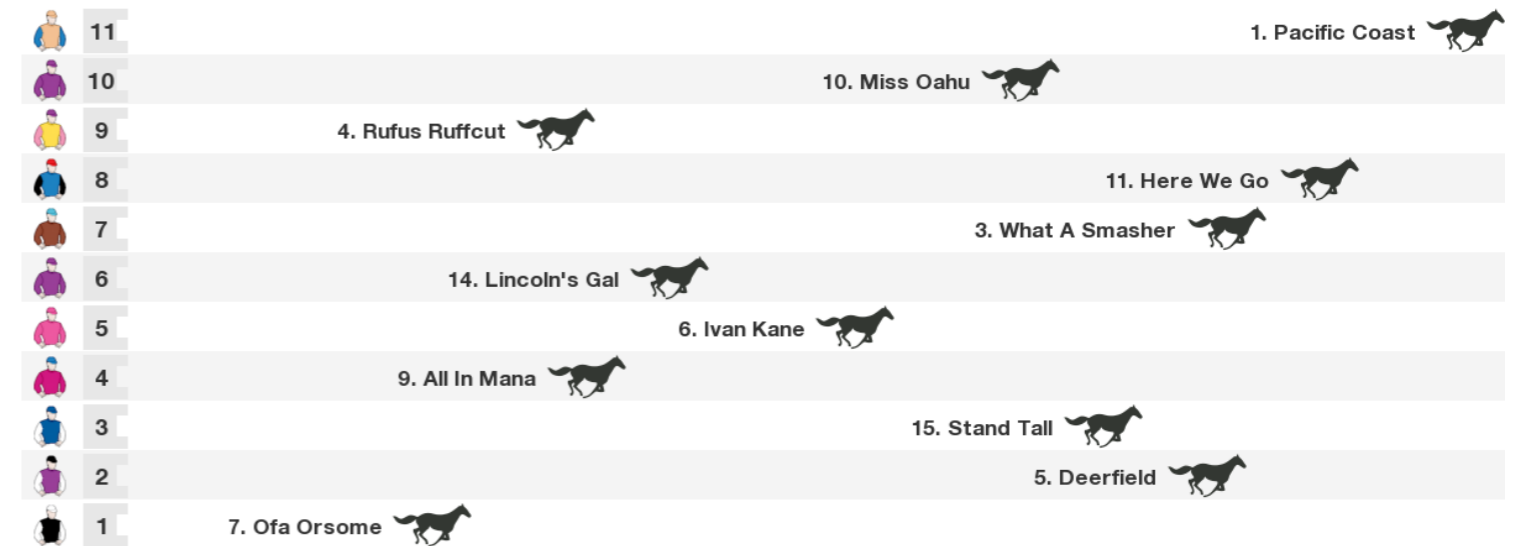 11 1. Pacific Coast
10 10. Miss Oahu
9 4. Rufus Ruffcut
8 11. Here We Go
7 3. What A Smasher
6 14. Lincoln's Gal
5 6. Ivan Kane
4 9. All In Mana
3 15. Stand Tall
2 5. Deerfield
1 7. Ofa Orsome